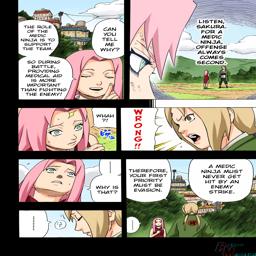 LISTEN,
SAKURA.
FOR A
MEDIC
NINJA,
OFFENSE
ALWAYS
COMES
SECOND.
CAN
YOU
TELL
ME
WHY?
THE ROLE
OF THE
MEDIC
NINJA IS TO
SUPPORT
THE TEAM.
SO DURING
BATTLE,
PROVIDING
MEDICAL AID
IS MORE
IMPORTANT
THAN FIGHTING
THE ENEMY!
WRONG!!
WHAH
?!
A MEDIC
NINJA MUST
NEVER GET
HIT BY AN
ENEMY
STRIKE.
THEREFORE,
YOUR FIRST
PRIORITY
MUST BE
EVASION.
WHY IS
THAT?
...?